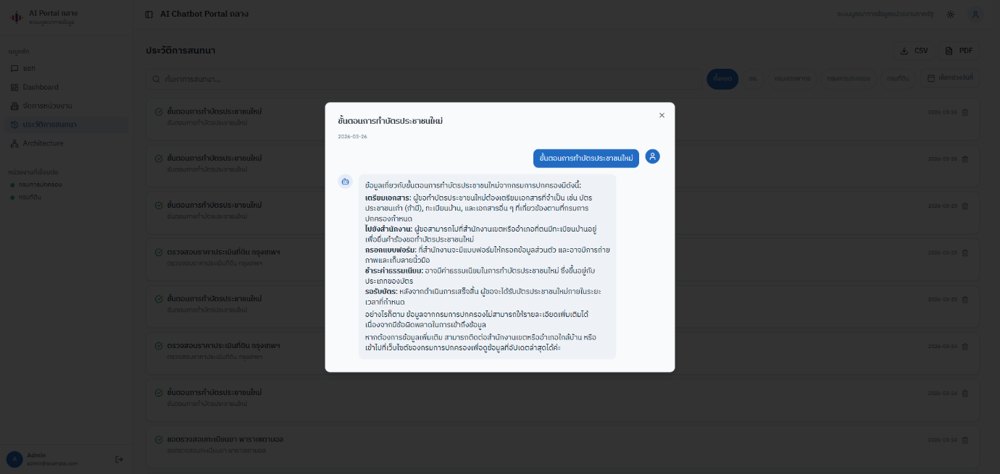 AI Portal กลาง
ระบบบูรณาการข้อมูล
AI Chatbot Portal กลาง
ระบบบูรณาการข้อมูลหน่วยงานภาครัฐ
เมนูหลัก
แชท
Dashboard
จัดการหน่วยงาน
ประวัติการสนทนา
Architecture
หน่วยงานที่เชื่อมต่อ
กรมการปกครอง
กรมที่ดิน
ประวัติการสนทนา
CSV
PDF
ค้นหาการสนทนา...
ทั้งหมด
อย.
กรมสรรพากร
กรมการปกครอง
กรมที่ดิน
เลือกช่วงวันที่
ขั้นตอนการทำบัตรประชาชนใหม่
2026-03-26
ขั้นตอนการทำบัตรประชาชนใหม่
ขั้นตอนการทำบัตรประชาชนใหม่
2026-03-26
ขั้นตอนการทำบัตรประชาชนใหม่
ขั้นตอนการทำบัตรประชาชนใหม่
2026-03-25
ขั้นตอนการทำบัตรประชาชนใหม่
ตรวจสอบราคาประเมินที่ดิน กรุงเทพฯ
2026-03-25
ตรวจสอบราคาประเมินที่ดิน กรุงเทพฯ
ขั้นตอนการทำบัตรประชาชนใหม่
2026-03-25
ขั้นตอนการทำบัตรประชาชนใหม่
ตรวจสอบราคาประเมินที่ดิน กรุงเทพฯ
2026-03-24
ตรวจสอบราคาประเมินที่ดิน กรุงเทพฯ
ขั้นตอนการทำบัตรประชาชนใหม่
2026-03-24
ขั้นตอนการทำบัตรประชาชนใหม่
ขอตรวจสอบทะเบียนยา พาราเซตามอล
2026-03-24
ขอตรวจสอบทะเบียนยา พาราเซตามอล
ขั้นตอนการทำบัตรประชาชนใหม่
2026-03-26
ขั้นตอนการทำบัตรประชาชนใหม่
ข้อมูลเกี่ยวกับขั้นตอนการทำบัตรประชาชนใหม่จากกรมการปกครองมีดังนี้:
เตรียมเอกสาร: ผู้ขอทำบัตรประชาชนใหม่ต้องเตรียมเอกสารที่จำเป็น เช่น บัตร
ประชาชนเก่า (ถ้ามี), ทะเบียนบ้าน, และเอกสารอื่น ๆ ที่เกี่ยวข้องตามที่กรมการ
ปกครองกำหนด
ไปยังสำนักงาน: ผู้ขอสามารถไปที่สำนักงานเขตหรืออำเภอที่ตนมีทะเบียนบ้านอยู่
เพื่อยื่นคำร้องขอทำบัตรประชาชนใหม่
กรอกแบบฟอร์ม: ที่สำนักงานจะมีแบบฟอร์มให้กรอกข้อมูลส่วนตัว และอาจมีการถ่าย
ภาพและเก็บลายนิ้วมือ
ชำระค่าธรรมเนียม: อาจมีค่าธรรมเนียมในการทำบัตรประชาชนใหม่ ซึ่งขึ้นอยู่กับ
ประเภทของบัตร
รอรับบัตร: หลังจากดำเนินการเสร็จสิ้น ผู้ขอจะได้รับบัตรประชาชนใหม่ภายในระยะ
เวลาที่กำหนด
อย่างไรก็ตาม ข้อมูลจากกรมการปกครองไม่สามารถให้รายละเอียดเพิ่มเติมได้
เนื่องจากมีข้อผิดพลาดในการเข้าถึงข้อมูล
หากต้องการข้อมูลเพิ่มเติม สามารถติดต่อสำนักงานเขตหรืออำเภอใกล้บ้าน หรือ
เข้าไปที่เว็บไซต์ของกรมการปกครองเพื่อดูข้อมูลที่อัปเดตล่าสุดได้ค่ะ
A
Admin
admin@example.com